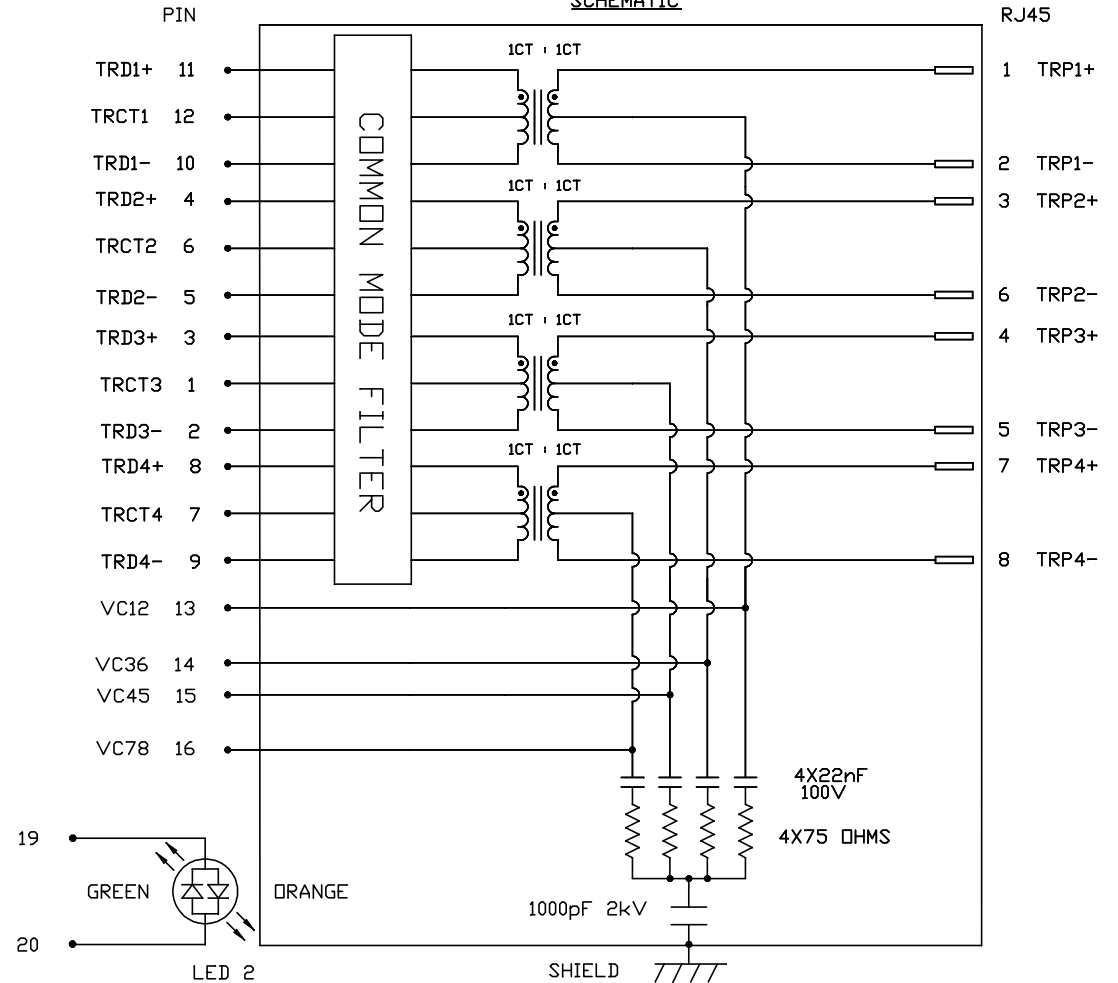 SCHEMATIC
PIN
RJ45
1CT : 1CT
TRD1+ 11
1 TRP1+
TRCT1 12
TRD1- 10
2 TRP1-
1CT : 1CT
TRD2+ 4
3 TRP2+
TRCT2 6
TRD2- 5
6 TRP2-
1CT : 1CT
TRD3+ 3
4 TRP3+
TRCT3 1
TRD3- 2
5 TRP3-
1CT : 1CT
TRD4+ 8
7 TRP4+
TRCT4 7
TRD4- 9
8 TRP4-
COMMON MODE FILTER
VC12 13
VC36 14
VC45 15
VC78 16
4X22nF
100V
4X75 OHMS
19
GREEN
ORANGE
1000pF 2kV
20
LED 2
SHIELD